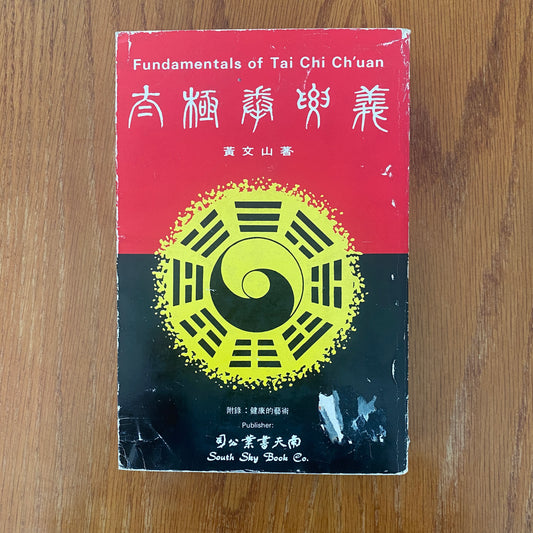 Fundamentals of Tai Chi Ch'uan
太極拳要義
黃文山著
附錄：健康的藝術
Publisher:
司公業書天南
South Sky Book Co.